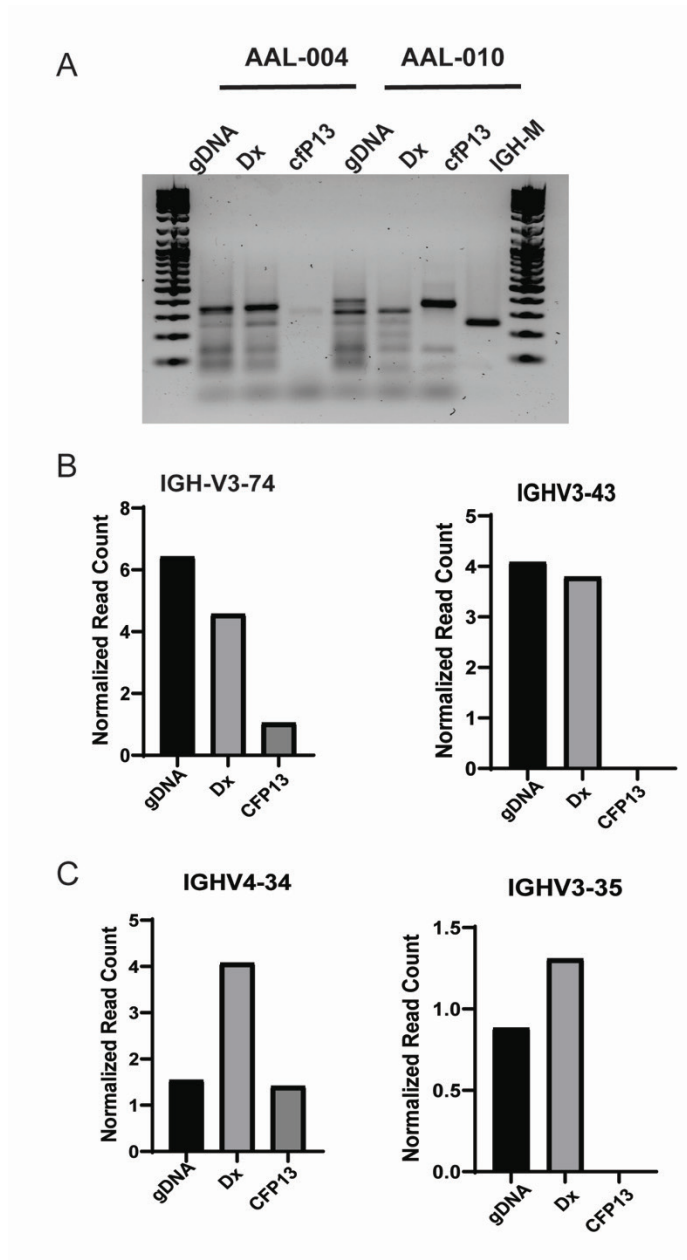 A
AAL-004 AAL-010
gDNA Dx cfP13 gDNA Dx cfP13 IGH-M
B
IGH-V3-74
Normalized Read Count
8
6
4
2
0
gDNA Dx CFP13
IGHV3-43
Normalized Read Count
5
4
3
2
1
0
gDNA Dx CFP13
C
IGHV4-34
Normalized Read Count
5
4
3
2
1
0
gDNA Dx CFP13
IGHV3-35
Normalized Read Count
1.5
1.0
0.5
0.0
gDNA Dx CFP13